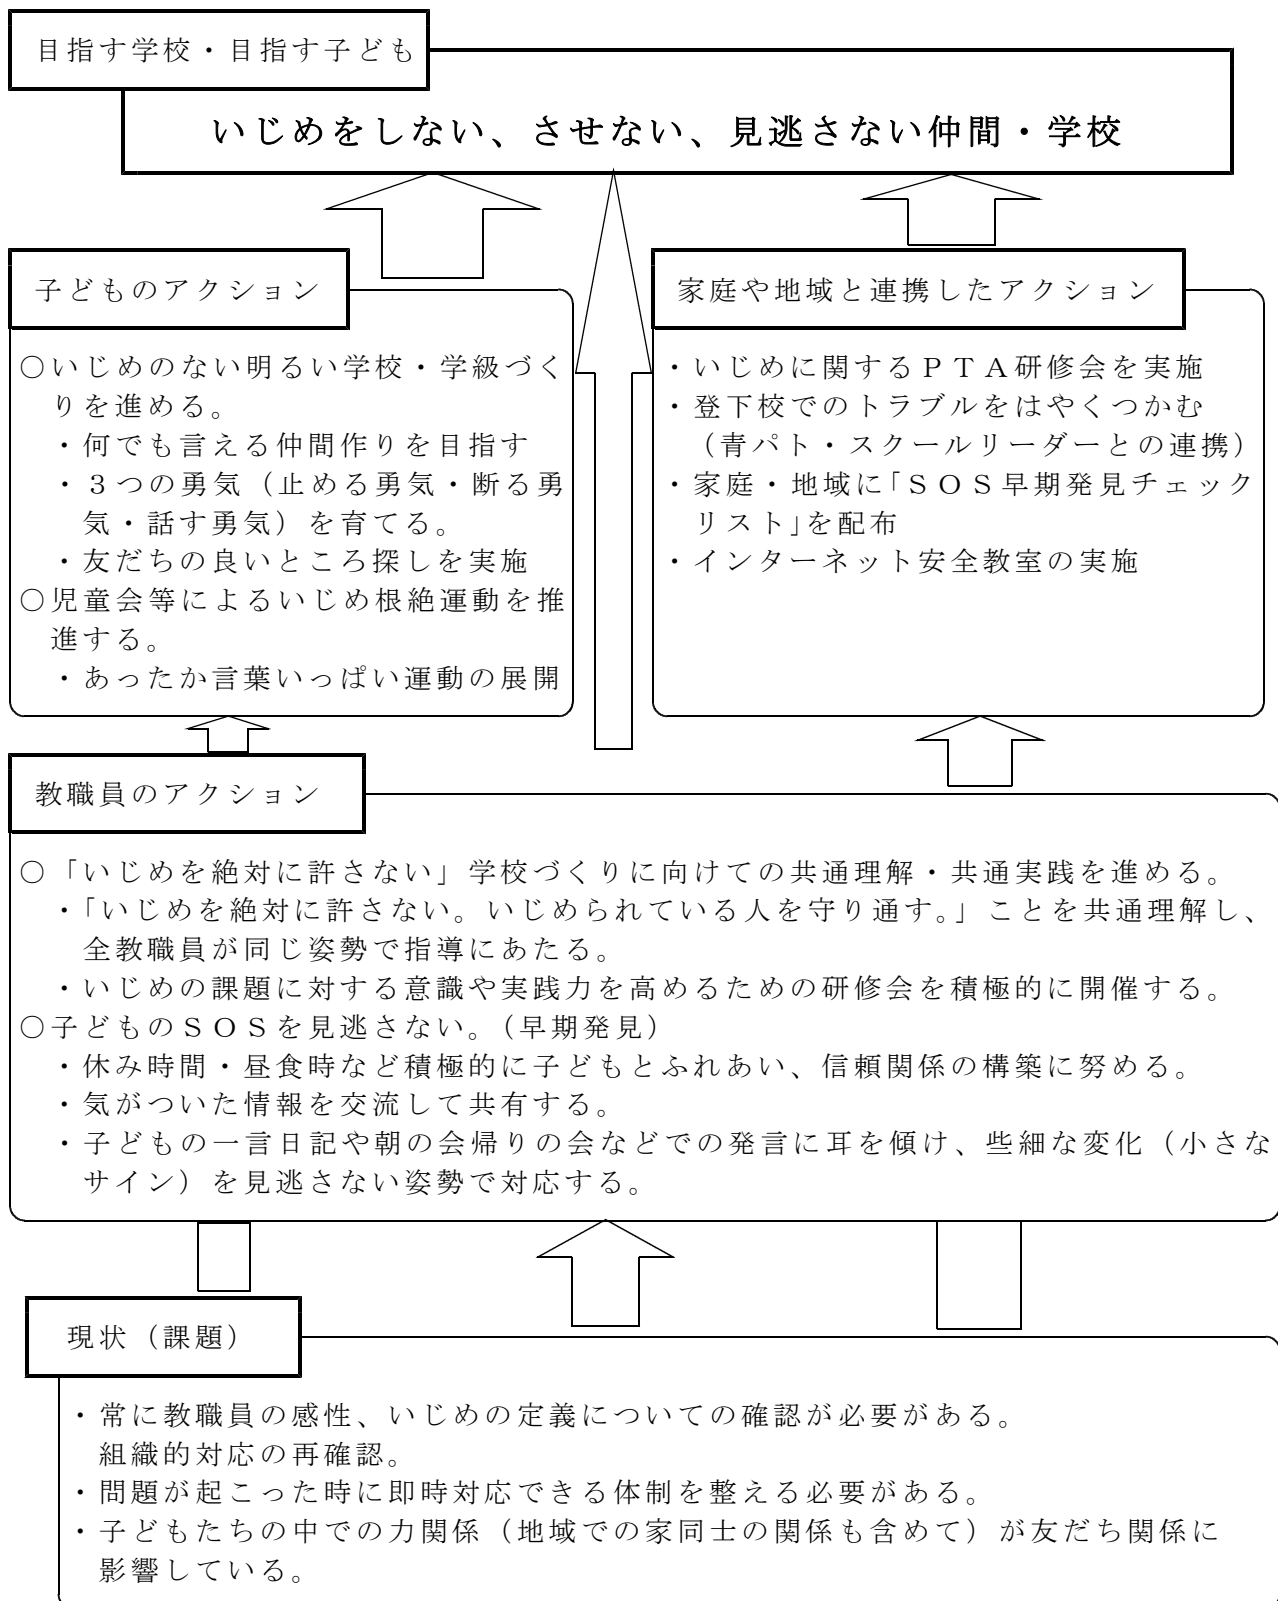 目指す学校・目指す子ども
いじめをしない、させない、見逃さない仲間・学校
子どものアクション
○いじめのない明るい学校・学級づく
りを進める。
・何でも言える仲間作りを目指す
・３つの勇気（止める勇気・断る勇
気・話す勇気）を育てる。
・友だちの良いところ探しを実施
○児童会等によるいじめ根絶運動を推
進する。
・あったか言葉いっぱい運動の展開
家庭や地域と連携したアクション
・いじめに関するＰＴＡ研修会を実施
・登下校でのトラブルをはやくつかむ
（青パト・スクールリーダーとの連携）
・家庭・地域に「ＳＯＳ早期発見チェック
リスト」を配布
・インターネット安全教室の実施
教職員のアクション
○「いじめを絶対に許さない」学校づくりに向けての共通理解・共通実践を進める。
・「いじめを絶対に許さない。いじめられている人を守り通す。」ことを共通理解し、
全教職員が同じ姿勢で指導にあたる。
・いじめの課題に対する意識や実践力を高めるための研修会を積極的に開催する。
○子どものＳＯＳを見逃さない。（早期発見）
・休み時間・昼食時など積極的に子どもとふれあい、信頼関係の構築に努める。
・気がついた情報を交流して共有する。
・子どもの一言日記や朝の会帰りの会などでの発言に耳を傾け、些細な変化（小さな
サイン）を見逃さない姿勢で対応する。
現状（課題）
・常に教職員の感性、いじめの定義についての確認が必要がある。
組織的対応の再確認。
・問題が起こった時に即時対応できる体制を整える必要がある。
・子どもたちの中での力関係（地域での家同士の関係も含めて）が友だち関係に
影響している。